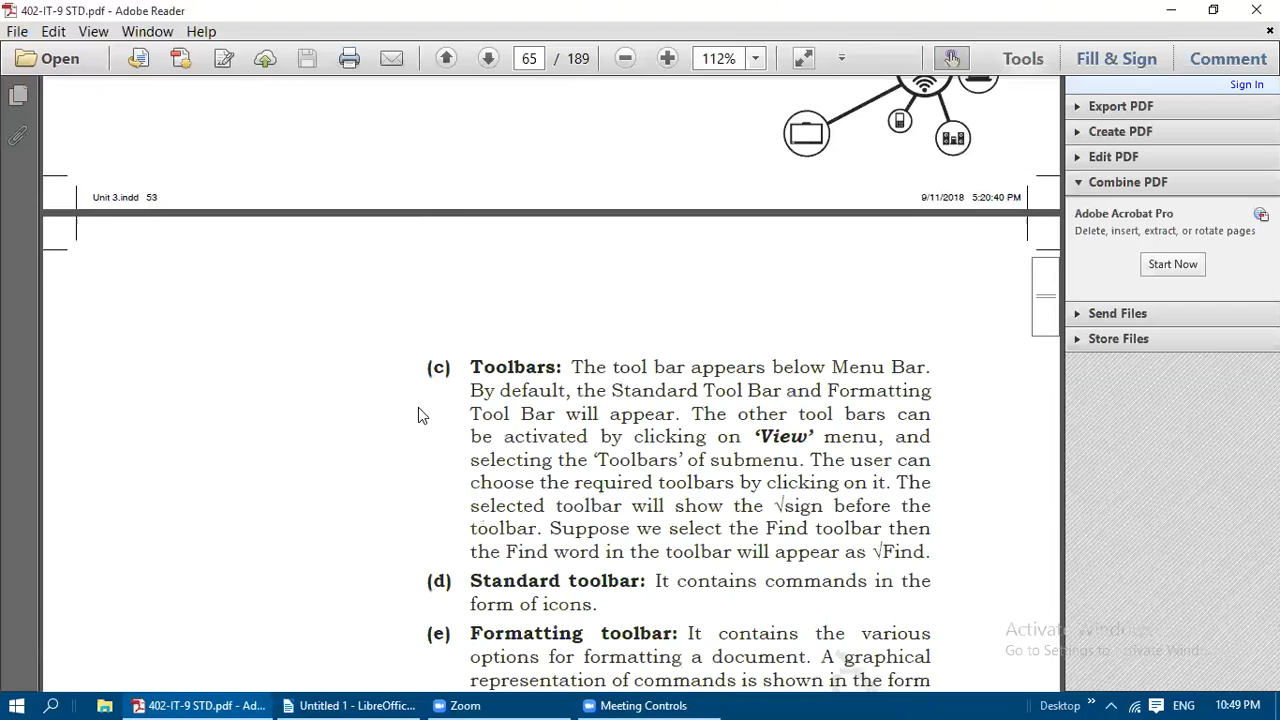 402-IT-9 STD.pdf - Adobe Reader
File Edit View Window Help
Open 65 / 189 112% Tools Fill & Sign Comment
Sign In
Export PDF
Create PDF
Edit PDF
Combine PDF
Adobe Acrobat Pro
Delete, insert, extract, or rotate pages
Start Now
Send Files
Store Files
Unit 3.indd 53 9/11/2018 5:20:40 PM
(c) Toolbars: The tool bar appears below Menu Bar.
By default, the Standard Tool Bar and Formatting
Tool Bar will appear. The other tool bars can
be activated by clicking on ‘View’ menu, and
selecting the ‘Toolbars’ of submenu. The user can
choose the required toolbars by clicking on it. The
selected toolbar will show the √sign before the
toolbar. Suppose we select the Find toolbar then
the Find word in the toolbar will appear as √Find.
(d) Standard toolbar: It contains commands in the
form of icons.
(e) Formatting toolbar: It contains the various
options for formatting a document. A graphical
representation of commands is shown in the form
Activate Windows
Go to Settings to Activate Wind...
402-IT-9 STD.pdf - Ad... Untitled 1 - LibreOffic... Zoom Meeting Controls Desktop ENG 10:49 PM